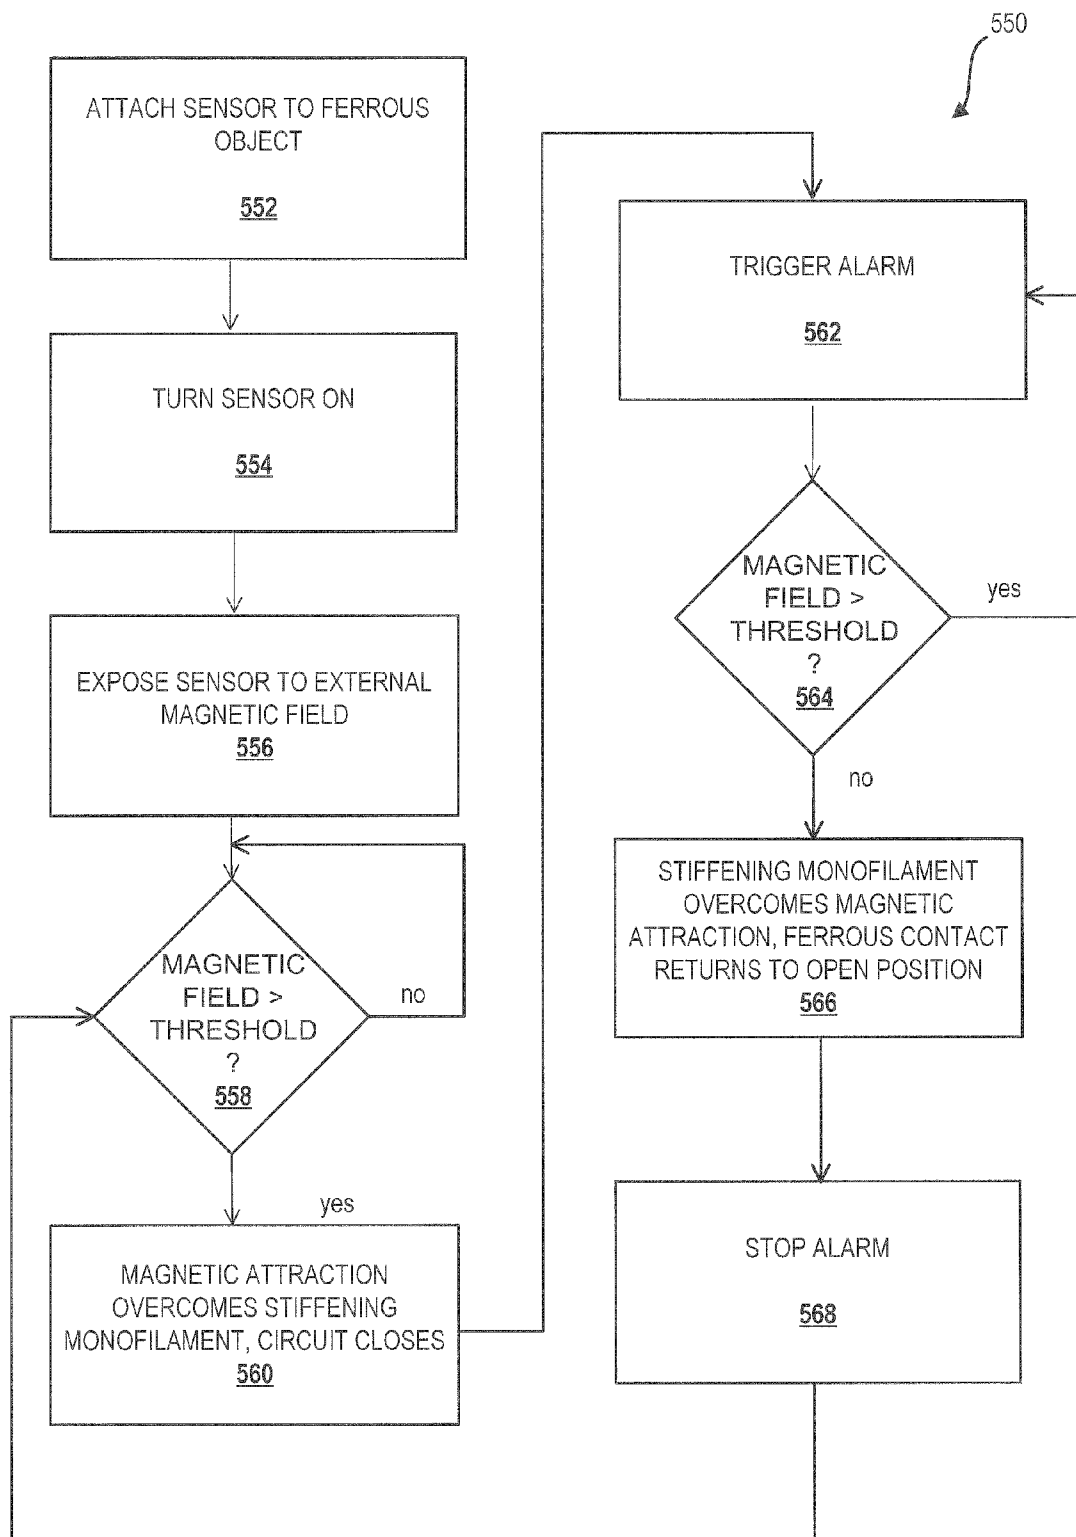 550
ATTACH SENSOR TO FERROUS
OBJECT
552
TURN SENSOR ON
554
EXPOSE SENSOR TO EXTERNAL
MAGNETIC FIELD
556
MAGNETIC
FIELD >
THRESHOLD
?
558
no
yes
MAGNETIC ATTRACTION
OVERCOMES STIFFENING
MONOFILAMENT, CIRCUIT CLOSES
560
TRIGGER ALARM
562
MAGNETIC
FIELD >
THRESHOLD
?
564
yes
no
STIFFENING MONOFILAMENT
OVERCOMES MAGNETIC
ATTRACTION, FERROUS CONTACT
RETURNS TO OPEN POSITION
566
STOP ALARM
568